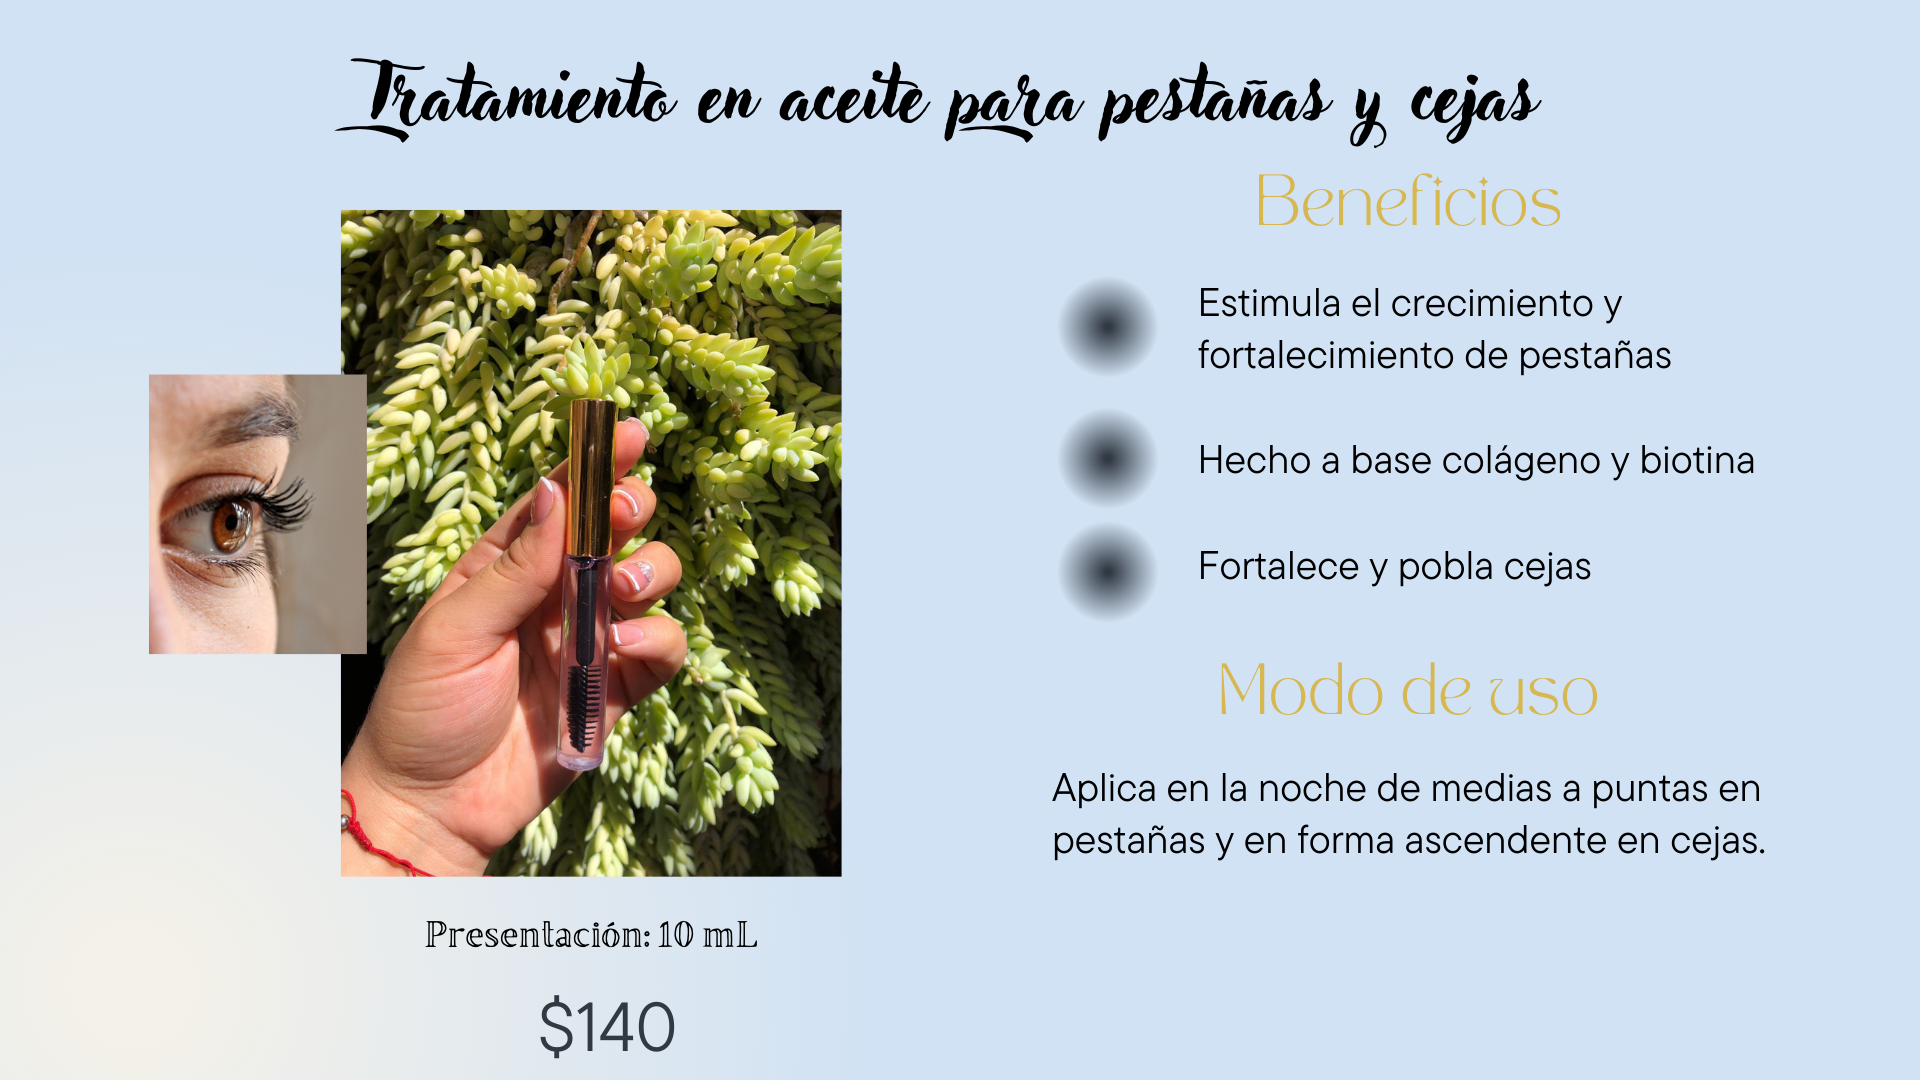 Tratamiento en aceite para pestañas y cejas
Beneficios
Estimula el crecimiento y
fortalecimiento de pestañas
Hecho a base colágeno y biotina
Fortalece y pobla cejas
Modo de uso
Aplica en la noche de medias a puntas en
pestañas y en forma ascendente en cejas.
Presentación: 10 mL
$140